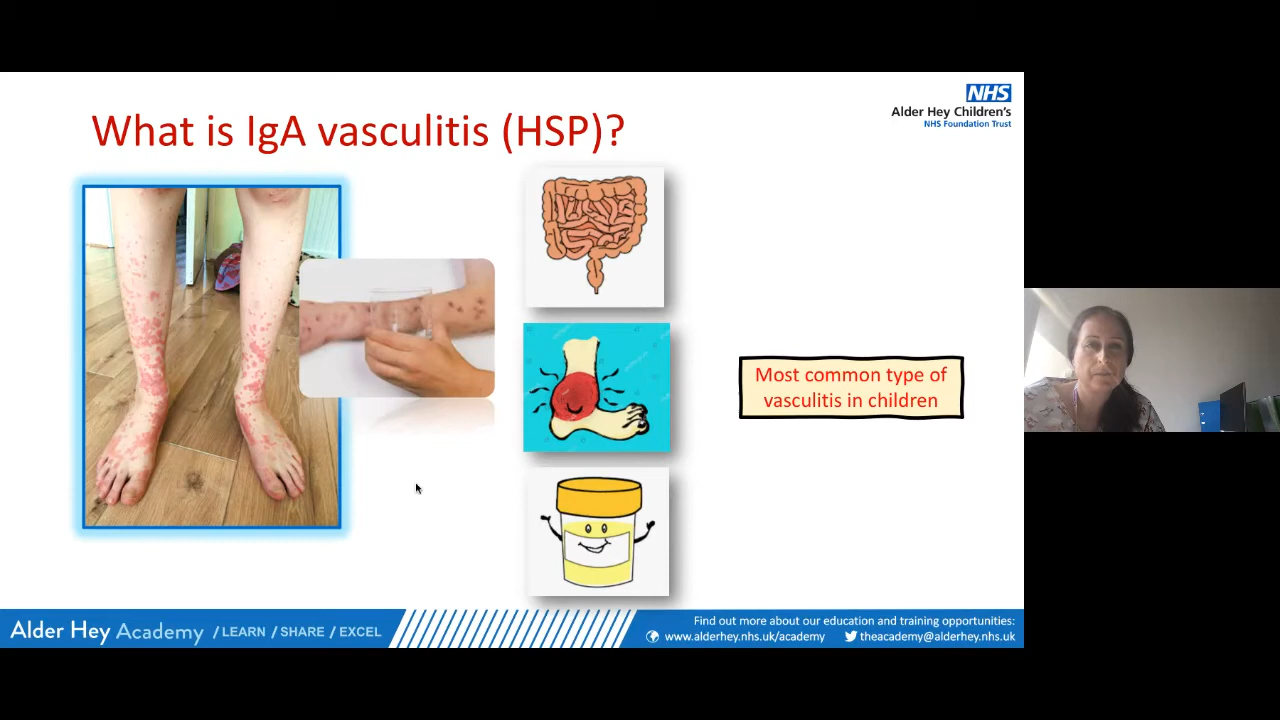 NHS
Alder Hey Children's
NHS Foundation Trust
What is IgA vasculitis (HSP)?
Most common type of
vasculitis in children
Alder Hey Academy / LEARN / SHARE / EXCEL
Find out more about our education and training opportunities:
www.alderhey.nhs.uk/academy theacademy@alderhey.nhs.uk